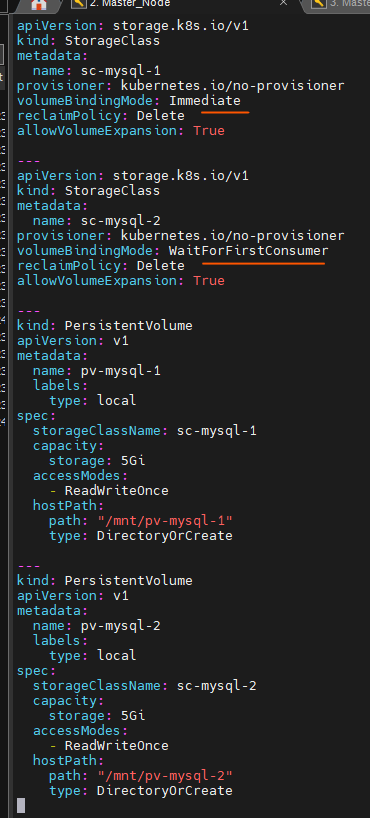 2. Master_Node
3. Maste
apiVersion: storage.k8s.io/v1
kind: StorageClass
metadata:
  name: sc-mysql-1
provisioner: kubernetes.io/no-provisioner
volumeBindingMode: Immediate
reclaimPolicy: Delete
allowVolumeExpansion: True
---
apiVersion: storage.k8s.io/v1
kind: StorageClass
metadata:
  name: sc-mysql-2
provisioner: kubernetes.io/no-provisioner
volumeBindingMode: WaitForFirstConsumer
reclaimPolicy: Delete
allowVolumeExpansion: True
---
kind: PersistentVolume
apiVersion: v1
metadata:
  name: pv-mysql-1
  labels:
    type: local
spec:
  storageClassName: sc-mysql-1
  capacity:
    storage: 5Gi
  accessModes:
    - ReadWriteOnce
  hostPath:
    path: "/mnt/pv-mysql-1"
    type: DirectoryOrCreate
---
kind: PersistentVolume
apiVersion: v1
metadata:
  name: pv-mysql-2
  labels:
    type: local
spec:
  storageClassName: sc-mysql-2
  capacity:
    storage: 5Gi
  accessModes:
    - ReadWriteOnce
  hostPath:
    path: "/mnt/pv-mysql-2"
    type: DirectoryOrCreate